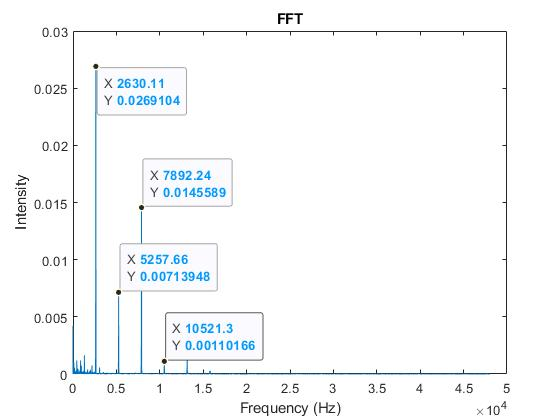 FFT
0.03
0.025
0.02
0.015
0.01
0.005
0
Intensity
X 2630.11
Y 0.0269104
X 7892.24
Y 0.0145589
X 5257.66
Y 0.00713948
X 10521.3
Y 0.00110166
0 0.5 1 1.5 2 2.5 3 3.5 4 4.5 5
Frequency (Hz)
×10⁴